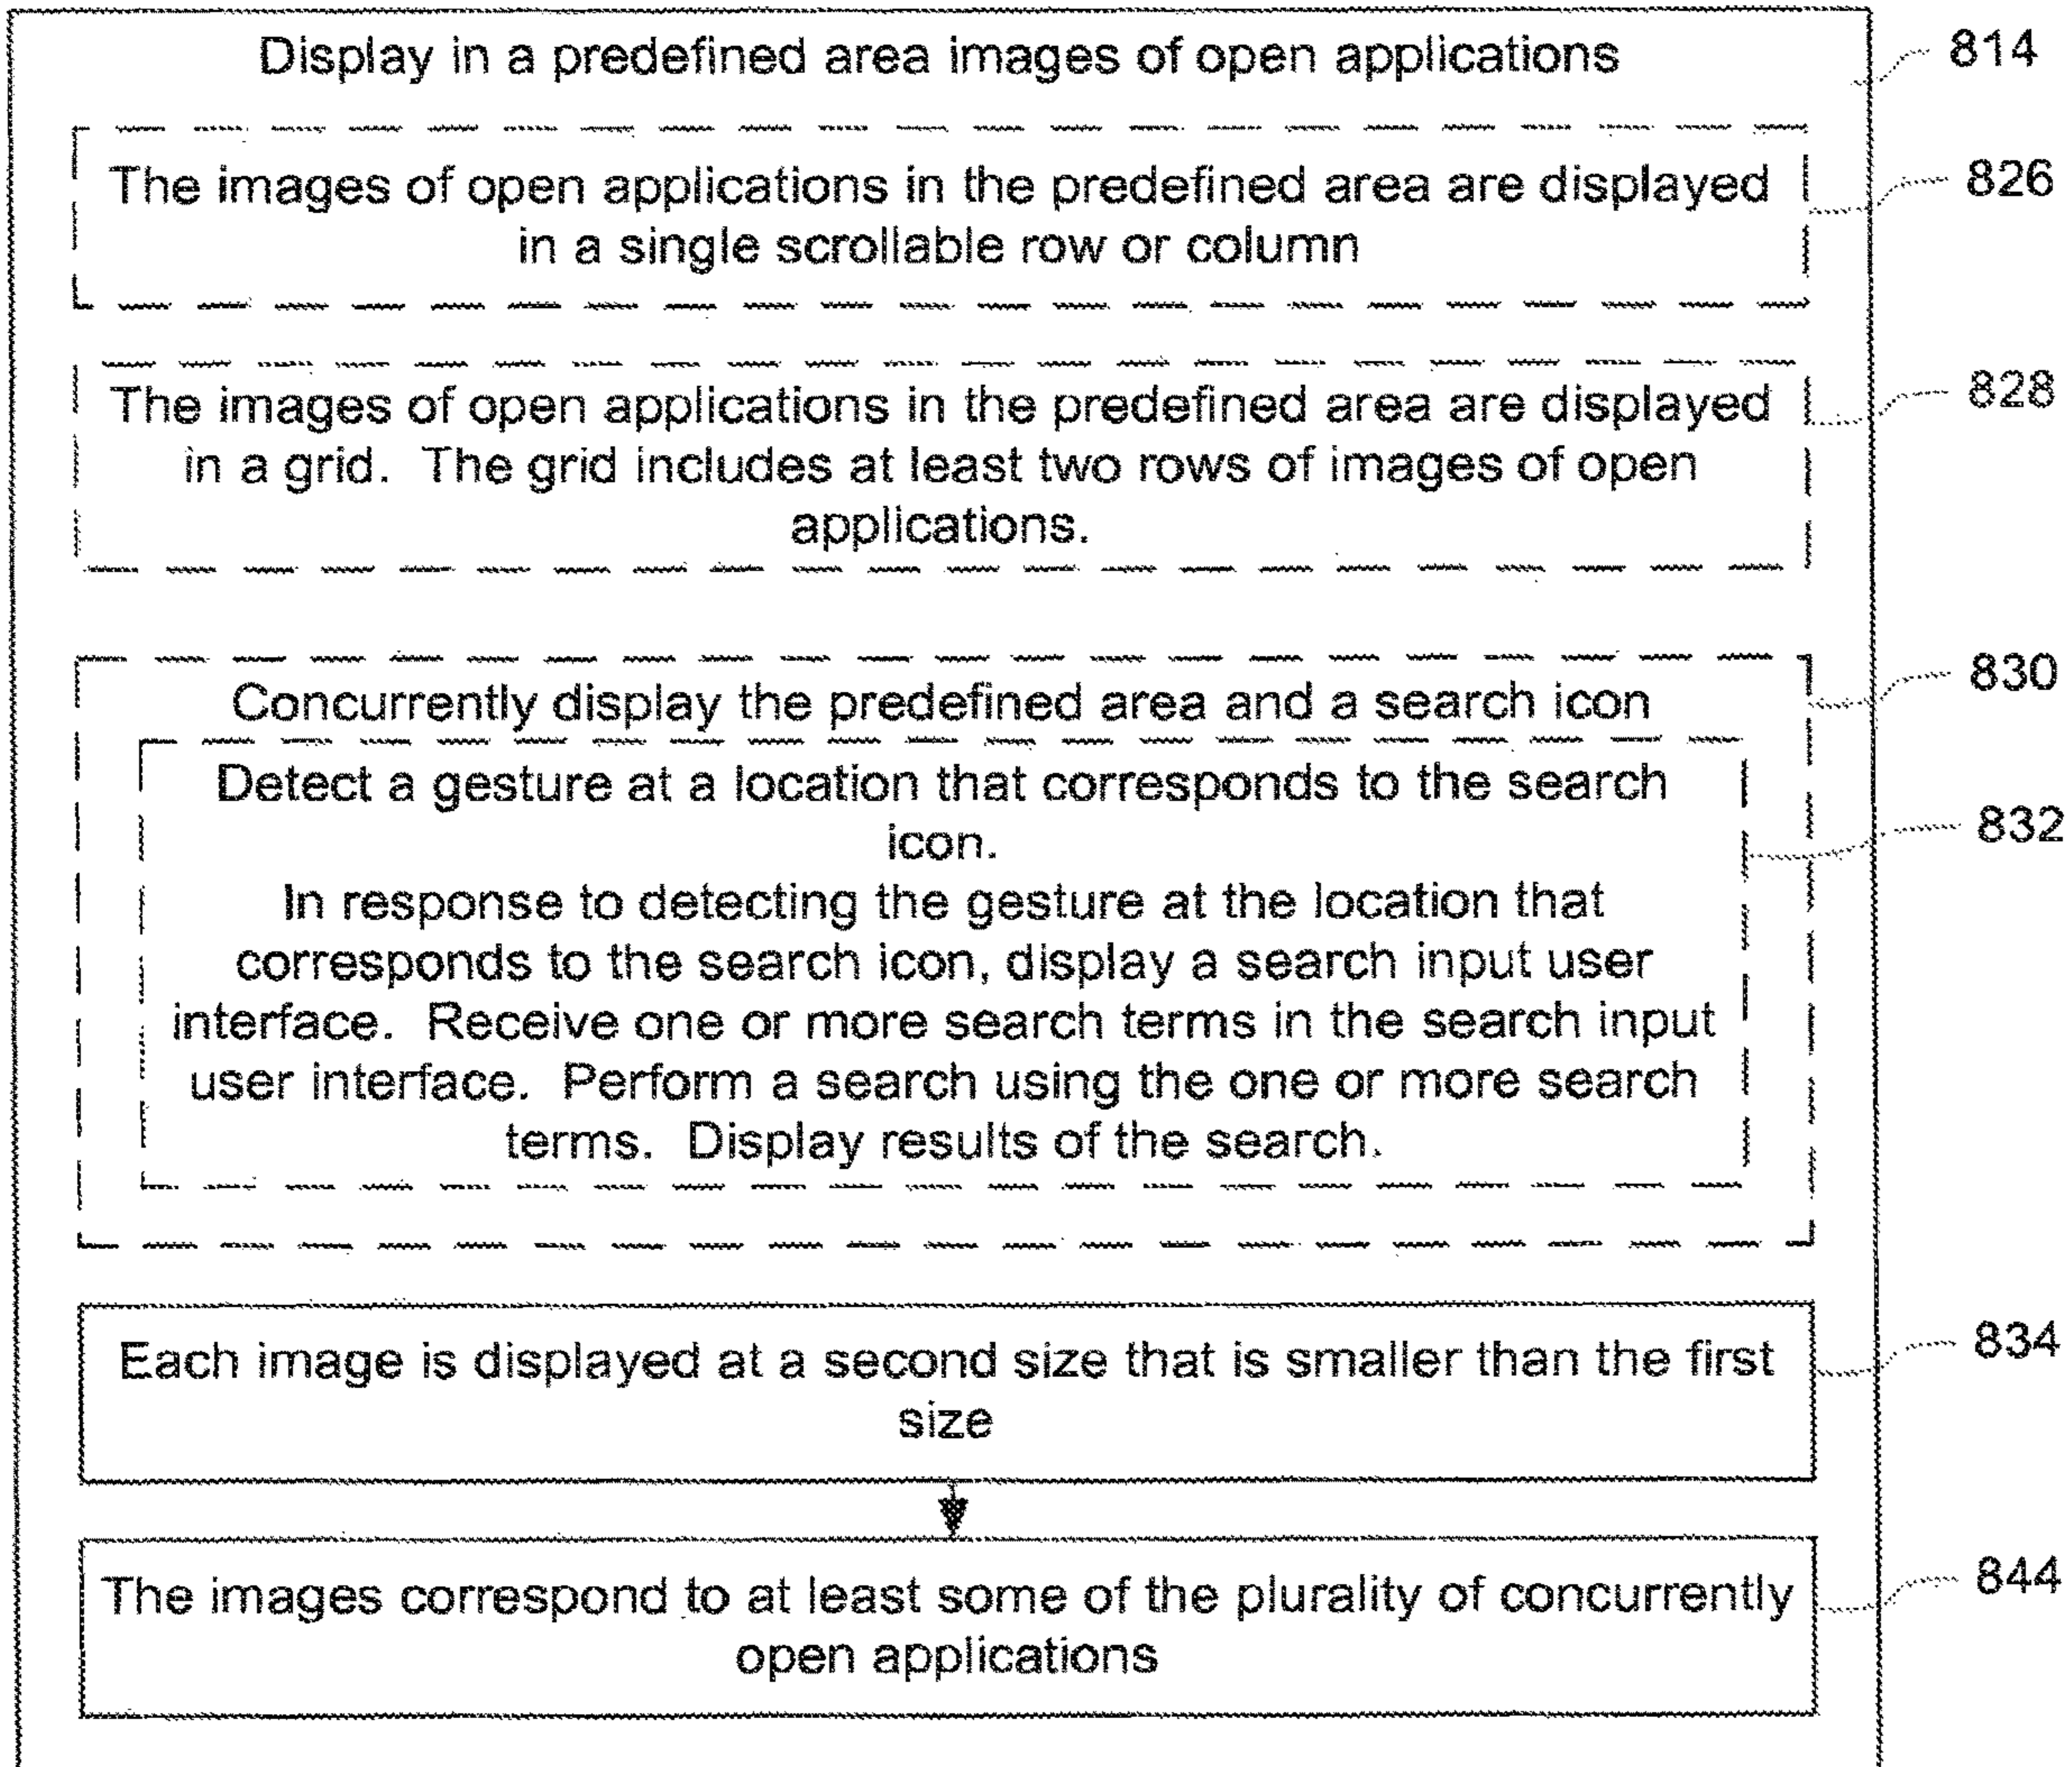 Display in a predefined area images of open applications
814
The images of open applications in the predefined area are displayed
in a single scrollable row or column
826
The images of open applications in the predefined area are displayed
in a grid. The grid includes at least two rows of images of open
applications.
828
Concurrently display the predefined area and a search icon
830
Detect a gesture at a location that corresponds to the search
icon.
In response to detecting the gesture at the location that
corresponds to the search icon, display a search input user
interface. Receive one or more search terms in the search input
user interface. Perform a search using the one or more search
terms. Display results of the search.
832
Each image is displayed at a second size that is smaller than the first
size
834
The images correspond to at least some of the plurality of concurrently
open applications
844